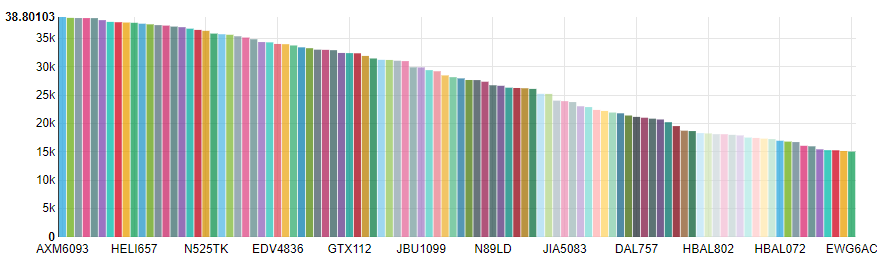 38.80103
35k
30k
25k
20k
15k
10k
5k
0
AXM6093 HELI657 N525TK EDV4836 GTX112 JBU1099 N89LD JIA5083 DAL757 HBAL802 HBAL072 EWG6AC